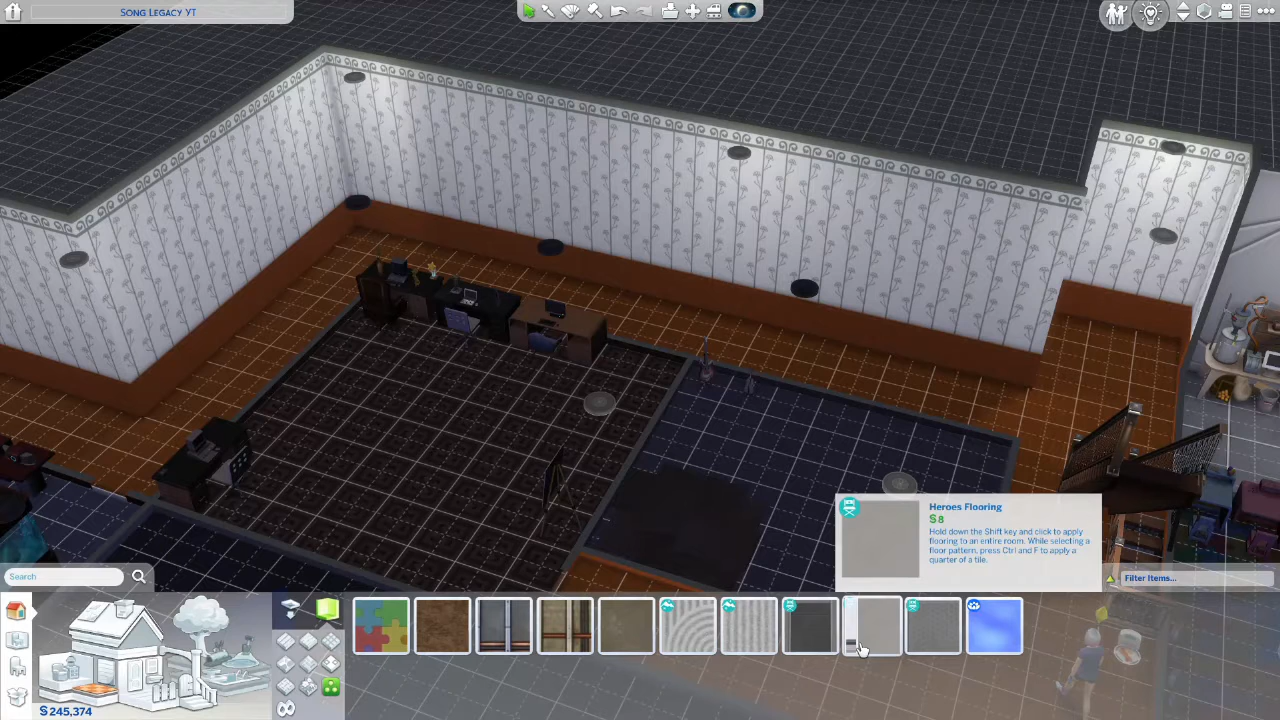 SONG LEGACY YT
Heroes Flooring
§8
Hold down the Shift key and click to apply
flooring to an entire room. While selecting a
floor pattern, press Ctrl and F to apply a
quarter of a tile.
Search
Filter Items...
§245,374